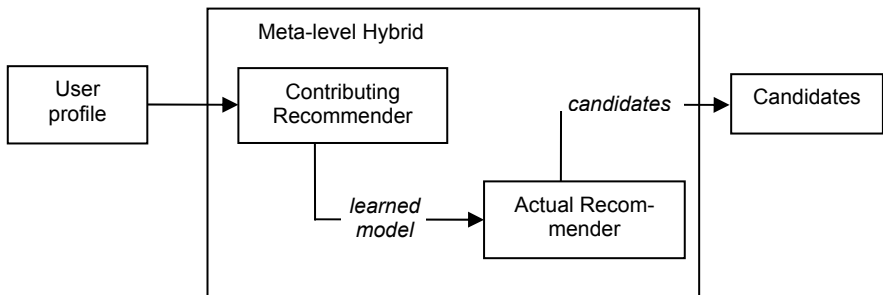 Meta-level Hybrid
User
profile
Contributing
Recommender
candidates
Candidates
learned
model
Actual Recom-
mender